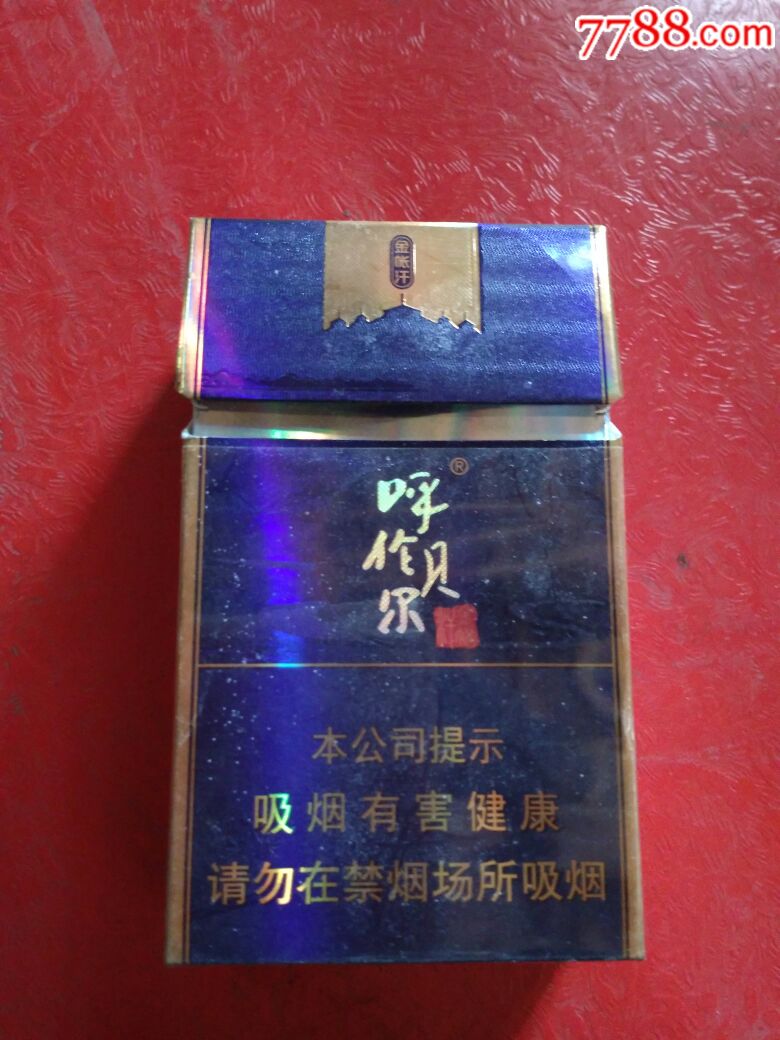 7788.com
金帐汗
呼伦贝尔®
本公司提示
吸烟有害健康
请勿在禁烟场所吸烟